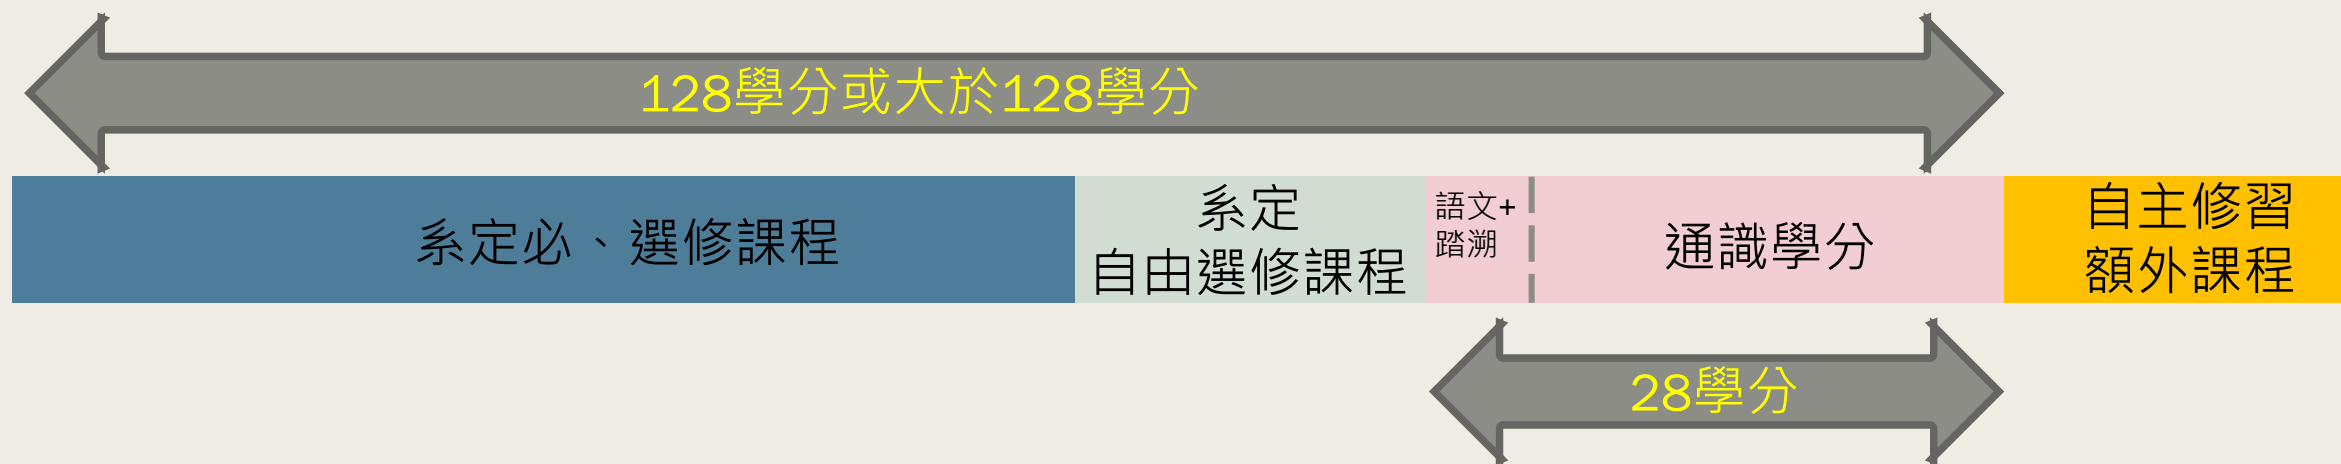 128學分或大於128學分
系定必、選修課程
系定
自由選修課程
語文+
踏溯
通識學分
自主修習
額外課程
28學分